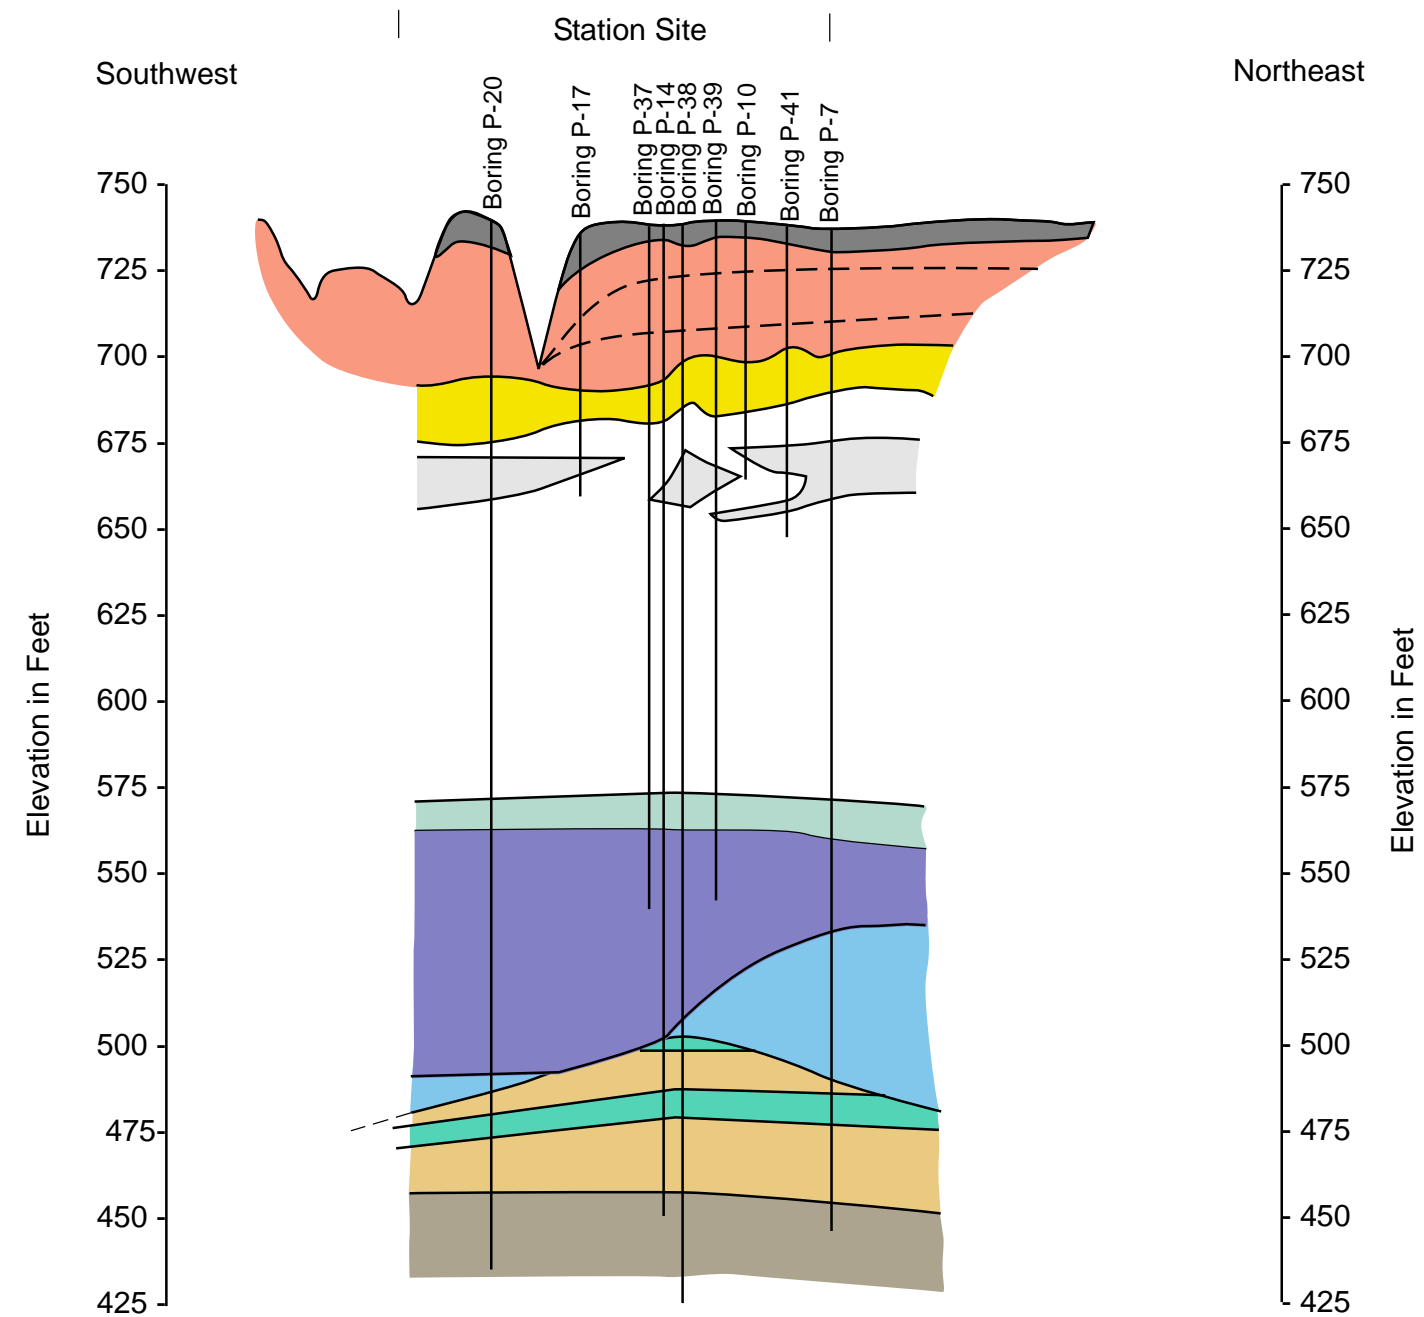 Station Site
Southwest
Northeast
Boring P-20
Boring P-17
Boring P-37
Boring P-14
Boring P-38
Boring P-39
Boring P-10
Boring P-41
Boring P-7
Elevation in Feet
750
725
700
675
650
625
600
575
550
525
500
475
450
425
750
725
700
675
650
625
600
575
550
525
500
475
450
425
Elevation in Feet